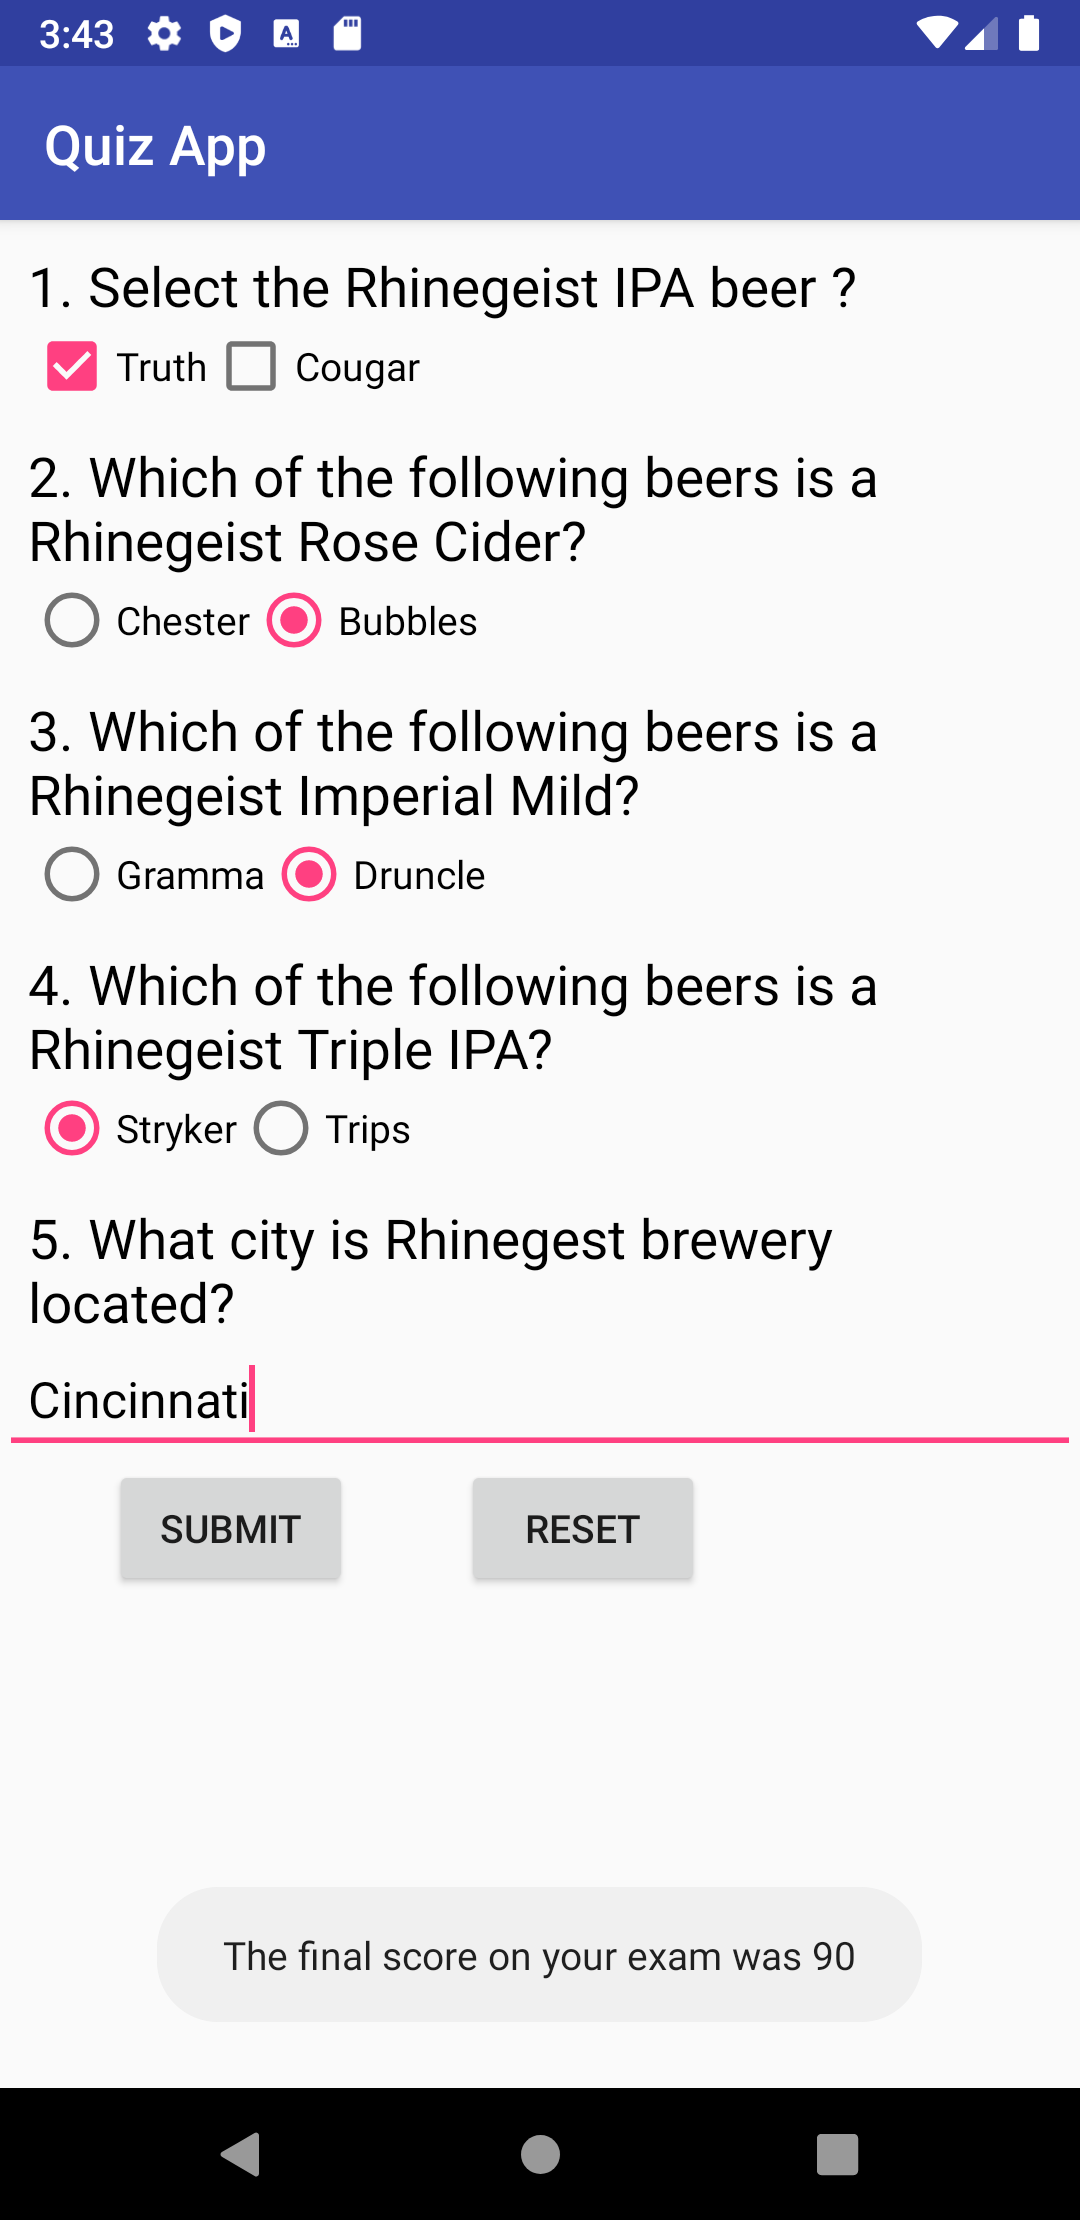 3:43
Quiz App
1. Select the Rhinegeist IPA beer ?
Truth Cougar
2. Which of the following beers is a
Rhinegeist Rose Cider?
Chester Bubbles
3. Which of the following beers is a
Rhinegeist Imperial Mild?
Gramma Druncle
4. Which of the following beers is a
Rhinegeist Triple IPA?
Stryker Trips
5. What city is Rhinegest brewery
located?
Cincinnati
SUBMIT RESET
The final score on your exam was 90